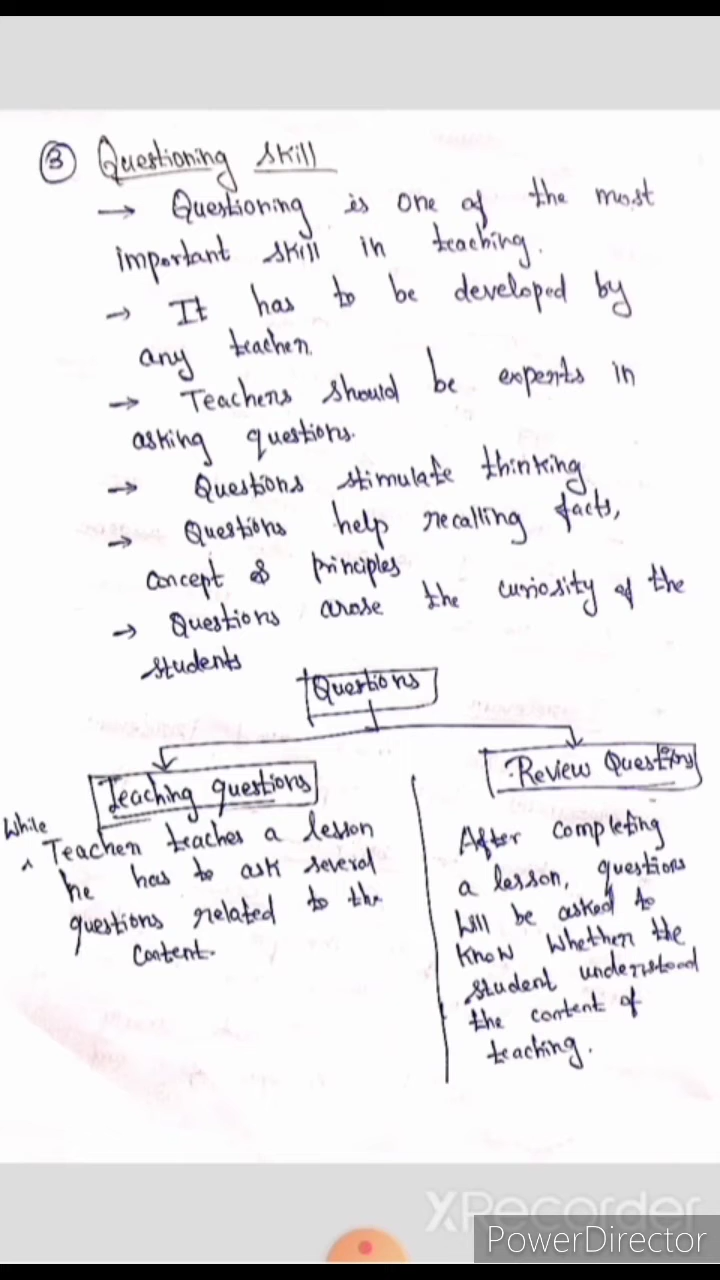 3 Questioning skill
→ Questioning is one of the most
important skill in teaching.
→ It has to be developed by
any teacher.
→ Teachers should be experts in
asking questions.
→ Questions stimulate thinking
→ Questions help recalling facts,
concept & principles
→ Questions arose the curiosity of the
students
Questions
Teaching questions
While
^ Teacher teaches a lesson
he has to ask several
questions related to the
content.
Review Questions
After completing
a lesson, questions
will be asked to
know whether the
student understood
the content of
teaching.
XRecorder
PowerDirector